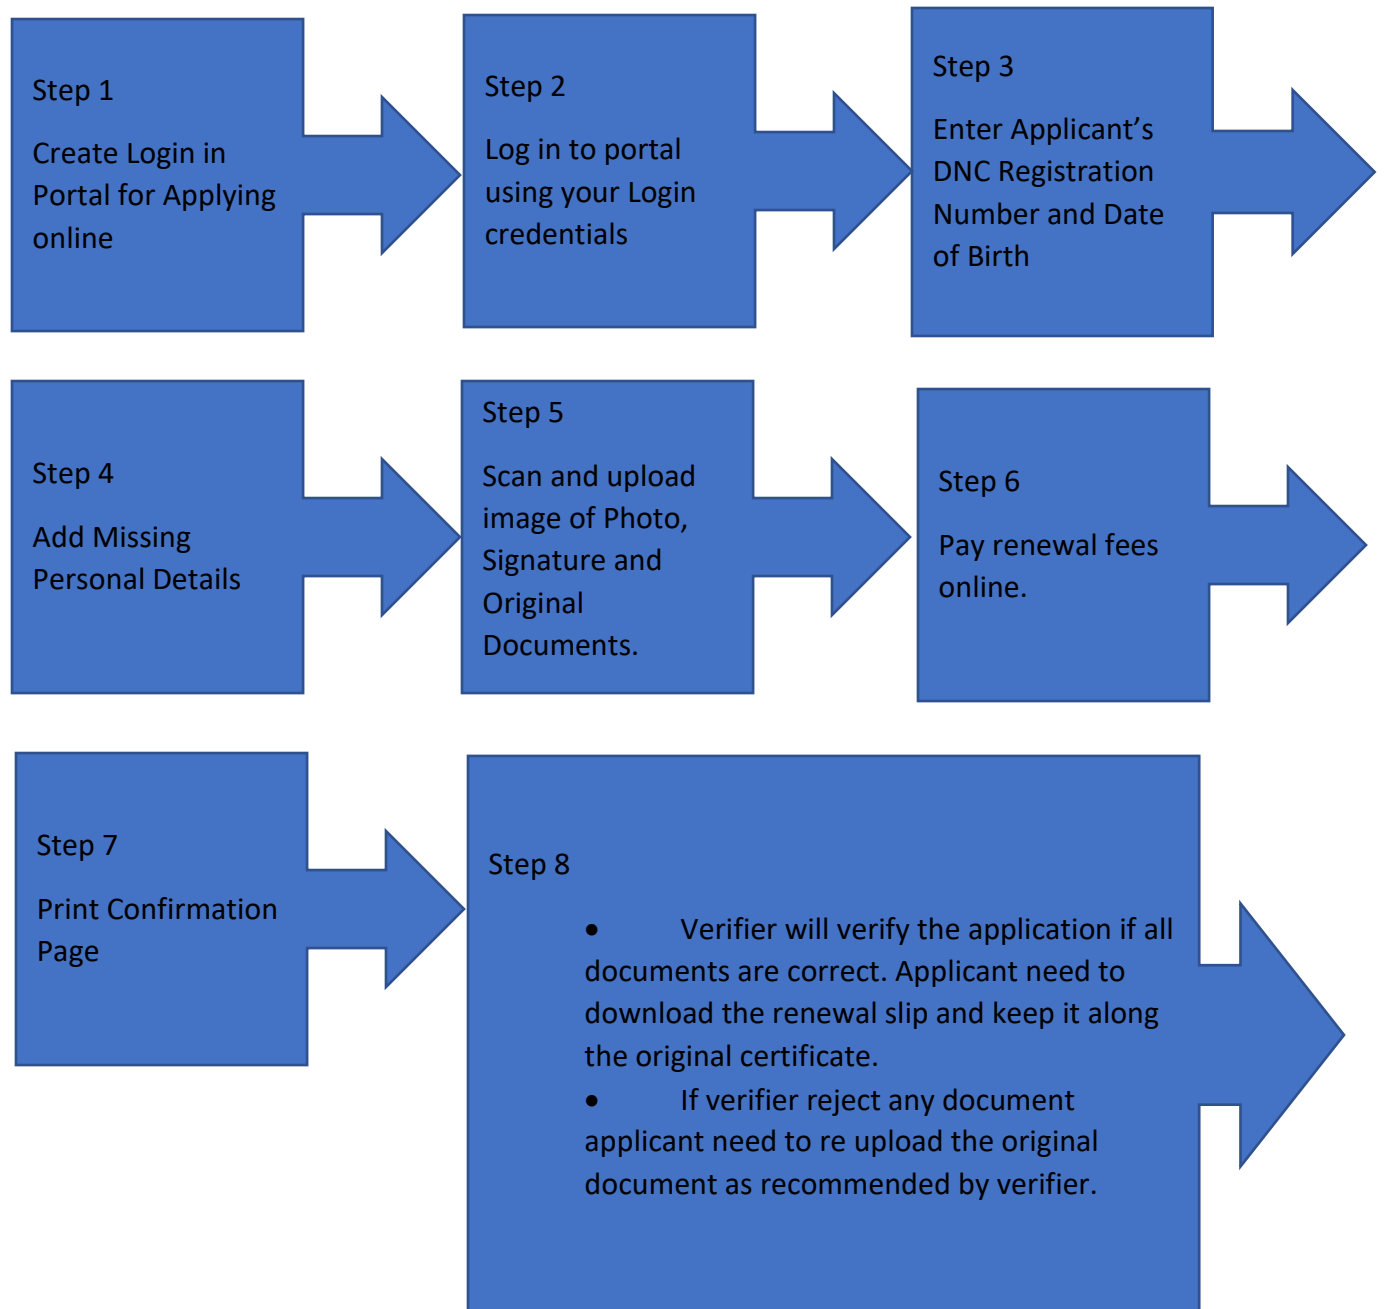 Step 1
Create Login in
Portal for Applying
online
Step 2
Log in to portal
using your Login
credentials
Step 3
Enter Applicant’s
DNC Registration
Number and Date
of Birth
Step 4
Add Missing
Personal Details
Step 5
Scan and upload
image of Photo,
Signature and
Original
Documents.
Step 6
Pay renewal fees
online.
Step 7
Print Confirmation
Page
Step 8
• Verifier will verify the application if all
documents are correct. Applicant need to
download the renewal slip and keep it along
the original certificate.
• If verifier reject any document
applicant need to re upload the original
document as recommended by verifier.